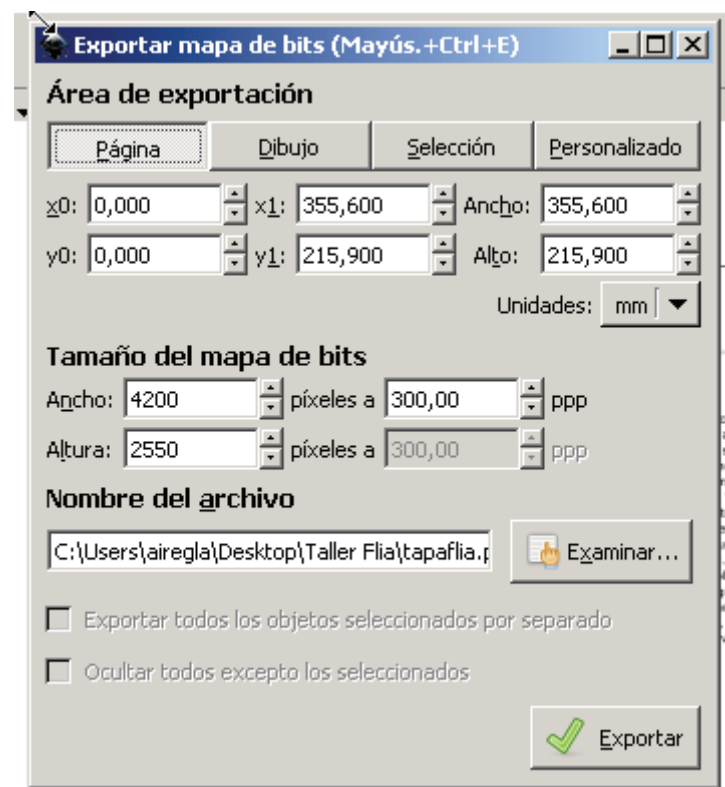 Exportar mapa de bits (Mayús.+Ctrl+E)
Área de exportación
Página Dibujo Selección Personalizado
x0: 0,000 x1: 355,600 Ancho: 355,600
y0: 0,000 y1: 215,900 Alto: 215,900
Unidades: mm
Tamaño del mapa de bits
Ancho: 4200 píxeles a 300,00 ppp
Altura: 2550 píxeles a 300,00 ppp
Nombre del archivo
C:\Users\airegla\Desktop\Taller Flia\tapaflia.p Examinar...
Exportar todos los objetos seleccionados por separado
Ocultar todos excepto los seleccionados
Exportar